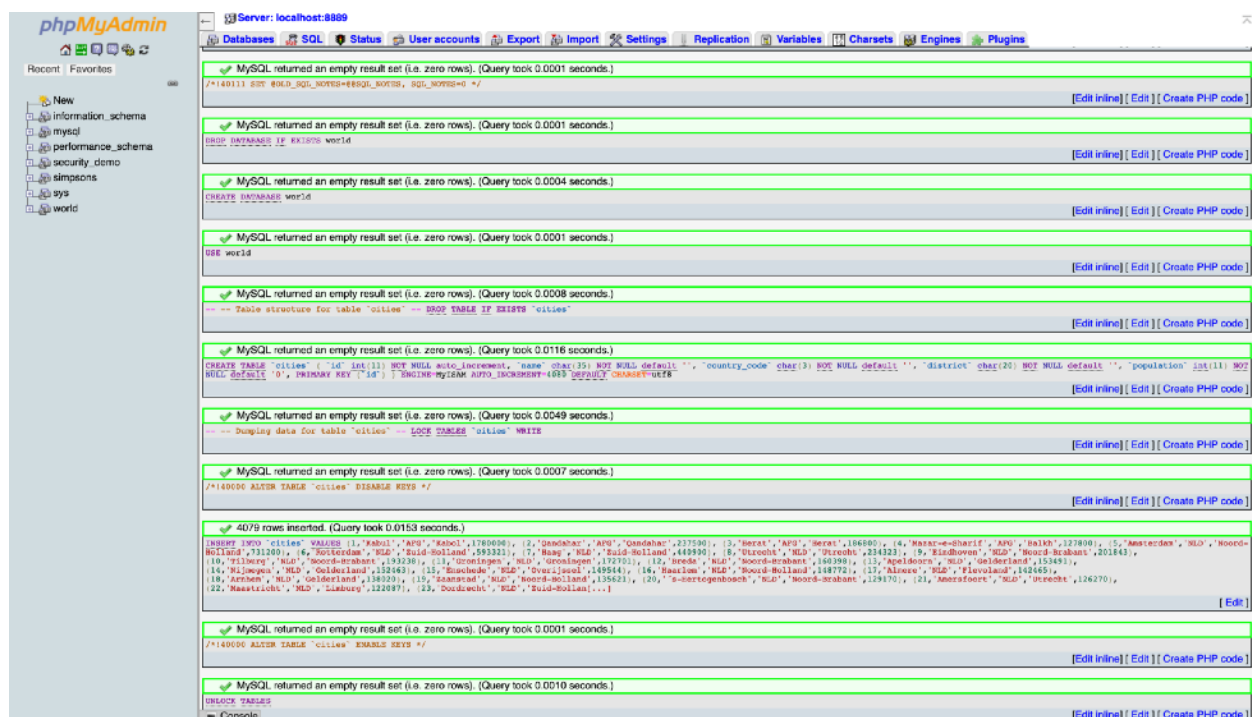 phpMyAdmin
Recent Favorites
New
information_schema
mysql
performance_schema
security_demo
simpsons
sys
world
Server: localhost:8889
Databases SQL Status User accounts Export Import Settings Replication Variables Charsets Engines Plugins
MySQL returned an empty result set (i.e. zero rows). (Query took 0.0001 seconds.)
/*!40111 SET @OLD_SQL_NOTES=@@SQL_NOTES, SQL_NOTES=0 */
[Edit inline] [ Edit ] [ Create PHP code ]
MySQL returned an empty result set (i.e. zero rows). (Query took 0.0001 seconds.)
DROP DATABASE IF EXISTS world
[Edit inline] [ Edit ] [ Create PHP code ]
MySQL returned an empty result set (i.e. zero rows). (Query took 0.0004 seconds.)
CREATE DATABASE world
[Edit inline] [ Edit ] [ Create PHP code ]
MySQL returned an empty result set (i.e. zero rows). (Query took 0.0001 seconds.)
USE world
[Edit inline] [ Edit ] [ Create PHP code ]
MySQL returned an empty result set (i.e. zero rows). (Query took 0.0008 seconds.)
-- -- Table structure for table `cities` -- DROP TABLE IF EXISTS `cities`
[Edit inline] [ Edit ] [ Create PHP code ]
MySQL returned an empty result set (i.e. zero rows). (Query took 0.0116 seconds.)
CREATE TABLE `cities` ( `id` int(11) NOT NULL auto_increment, `name` char(35) NOT NULL default '', `country_code` char(3) NOT NULL default '', `district` char(20) NOT NULL default '', `population` int(11) NOT
NULL default '0', PRIMARY KEY (`id`) ) ENGINE=MyISAM AUTO_INCREMENT=4080 DEFAULT CHARSET=utf8
[Edit inline] [ Edit ] [ Create PHP code ]
MySQL returned an empty result set (i.e. zero rows). (Query took 0.0049 seconds.)
-- -- Dumping data for table `cities` -- LOCK TABLES `cities` WRITE
[Edit inline] [ Edit ] [ Create PHP code ]
MySQL returned an empty result set (i.e. zero rows). (Query took 0.0007 seconds.)
/*!40000 ALTER TABLE `cities` DISABLE KEYS */
[Edit inline] [ Edit ] [ Create PHP code ]
4079 rows inserted. (Query took 0.0153 seconds.)
INSERT INTO `cities` VALUES (1,'Kabul','AFG','Kabol',1780000), (2,'Qandahar','AFG','Qandahar',237500), (3,'Herat','AFG','Herat',186800), (4,'Mazar-e-Sharif','AFG','Balkh',127800), (5,'Amsterdam','NLD','Noord-
Holland',731200), (6,'Rotterdam','NLD','Zuid-Holland',593321), (7,'Haag','NLD','Zuid-Holland',440900), (8,'Utrecht','NLD','Utrecht',234323), (9,'Eindhoven','NLD','Noord-Brabant',201843),
(10,'Tilburg','NLD','Noord-Brabant',193238), (11,'Groningen','NLD','Groningen',172701), (12,'Breda','NLD','Noord-Brabant',160398), (13,'Apeldoorn','NLD','Gelderland',153491),
(14,'Nijmegen','NLD','Gelderland',152463), (15,'Enschede','NLD','Overijssel',149544), (16,'Haarlem','NLD','Noord-Holland',148772), (17,'Almere','NLD','Flevoland',142465),
(18,'Arnhem','NLD','Gelderland',138020), (19,'Zaanstad','NLD','Noord-Holland',135621), (20,'´s-Hertogenbosch','NLD','Noord-Brabant',129170), (21,'Amersfoort','NLD','Utrecht',126270),
(22,'Maastricht','NLD','Limburg',122087), (23,'Dordrecht','NLD','Zuid-Hollan[...]
[ Edit ]
MySQL returned an empty result set (i.e. zero rows). (Query took 0.0001 seconds.)
/*!40000 ALTER TABLE `cities` ENABLE KEYS */
[Edit inline] [ Edit ] [ Create PHP code ]
MySQL returned an empty result set (i.e. zero rows). (Query took 0.0010 seconds.)
UNLOCK TABLES
[Edit inline] [ Edit ] [ Create PHP code ]
Console